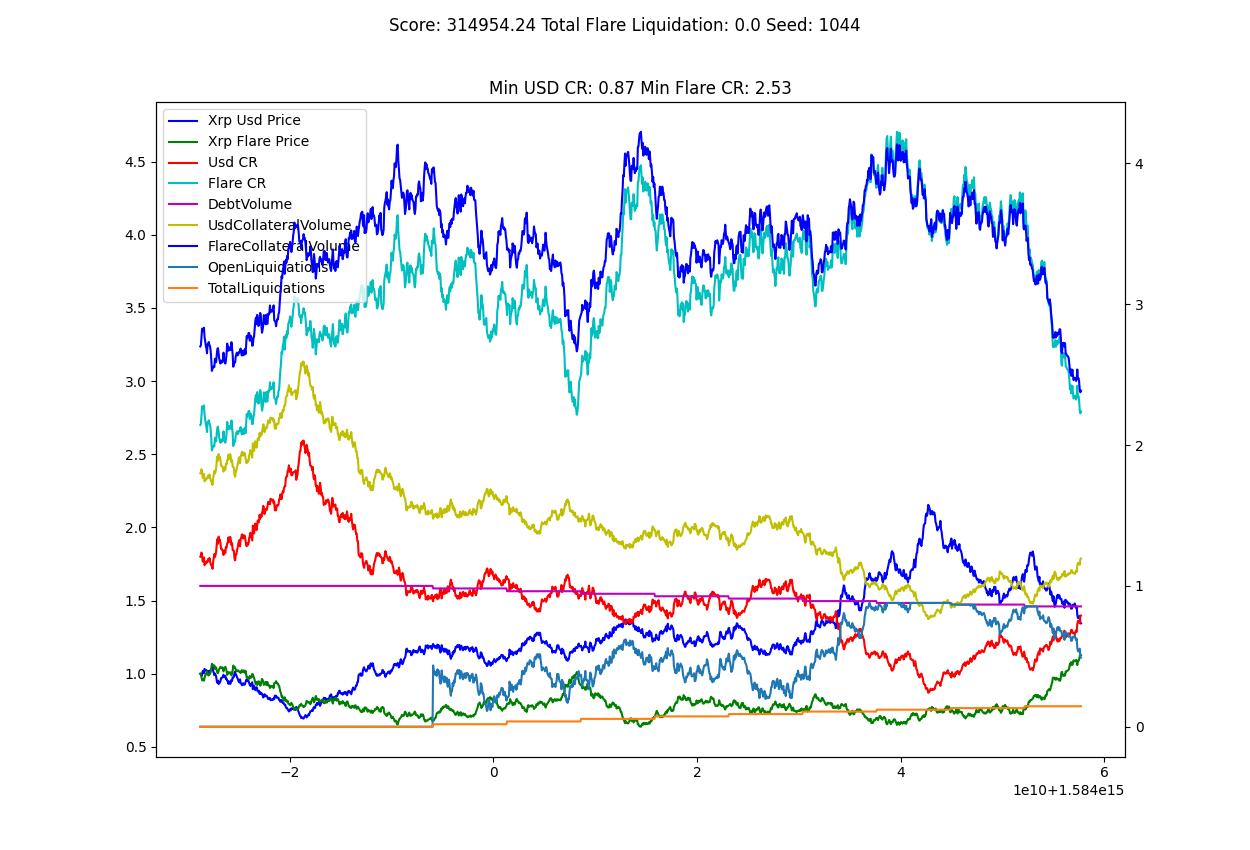 Score: 314954.24 Total Flare Liquidation: 0.0 Seed: 1044
Min USD CR: 0.87 Min Flare CR: 2.53
Xrp Usd Price
Xrp Flare Price
Usd CR
Flare CR
DebtVolume
UsdCollateralVolume
FlareCollateralVolume
OpenLiquidations
TotalLiquidations
4.5
4.0
3.5
3.0
2.5
2.0
1.5
1.0
0.5
4
3
2
1
0
−2
0
2
4
6
1e10+1.584e15